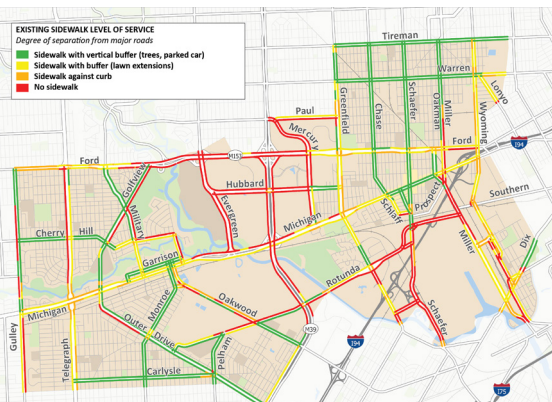 EXISTING SIDEWALK LEVEL OF SERVICE
Degree of separation from major roads
Sidewalk with vertical buffer (trees, parked car)
Sidewalk with buffer (lawn extensions)
Sidewalk against curb
No sidewalk
Tireman
Warren
Lonyo
Greenfield
Chase
Schaefer
Oakman
Miller
Wyoming
Paul
Mercury
Ford
I94
M153
Ford
Golfview
Hubbard
Evergreen
Military
Michigan
Schlaff
Prospect
Southern
Cherry Hill
Garrison
Miller
Dix
Rotunda
Monroe
Oakwood
Schaefer
Michigan
Outer Drive
Gulley
Telegraph
Pelham
M39
I94
Carlysle
I75